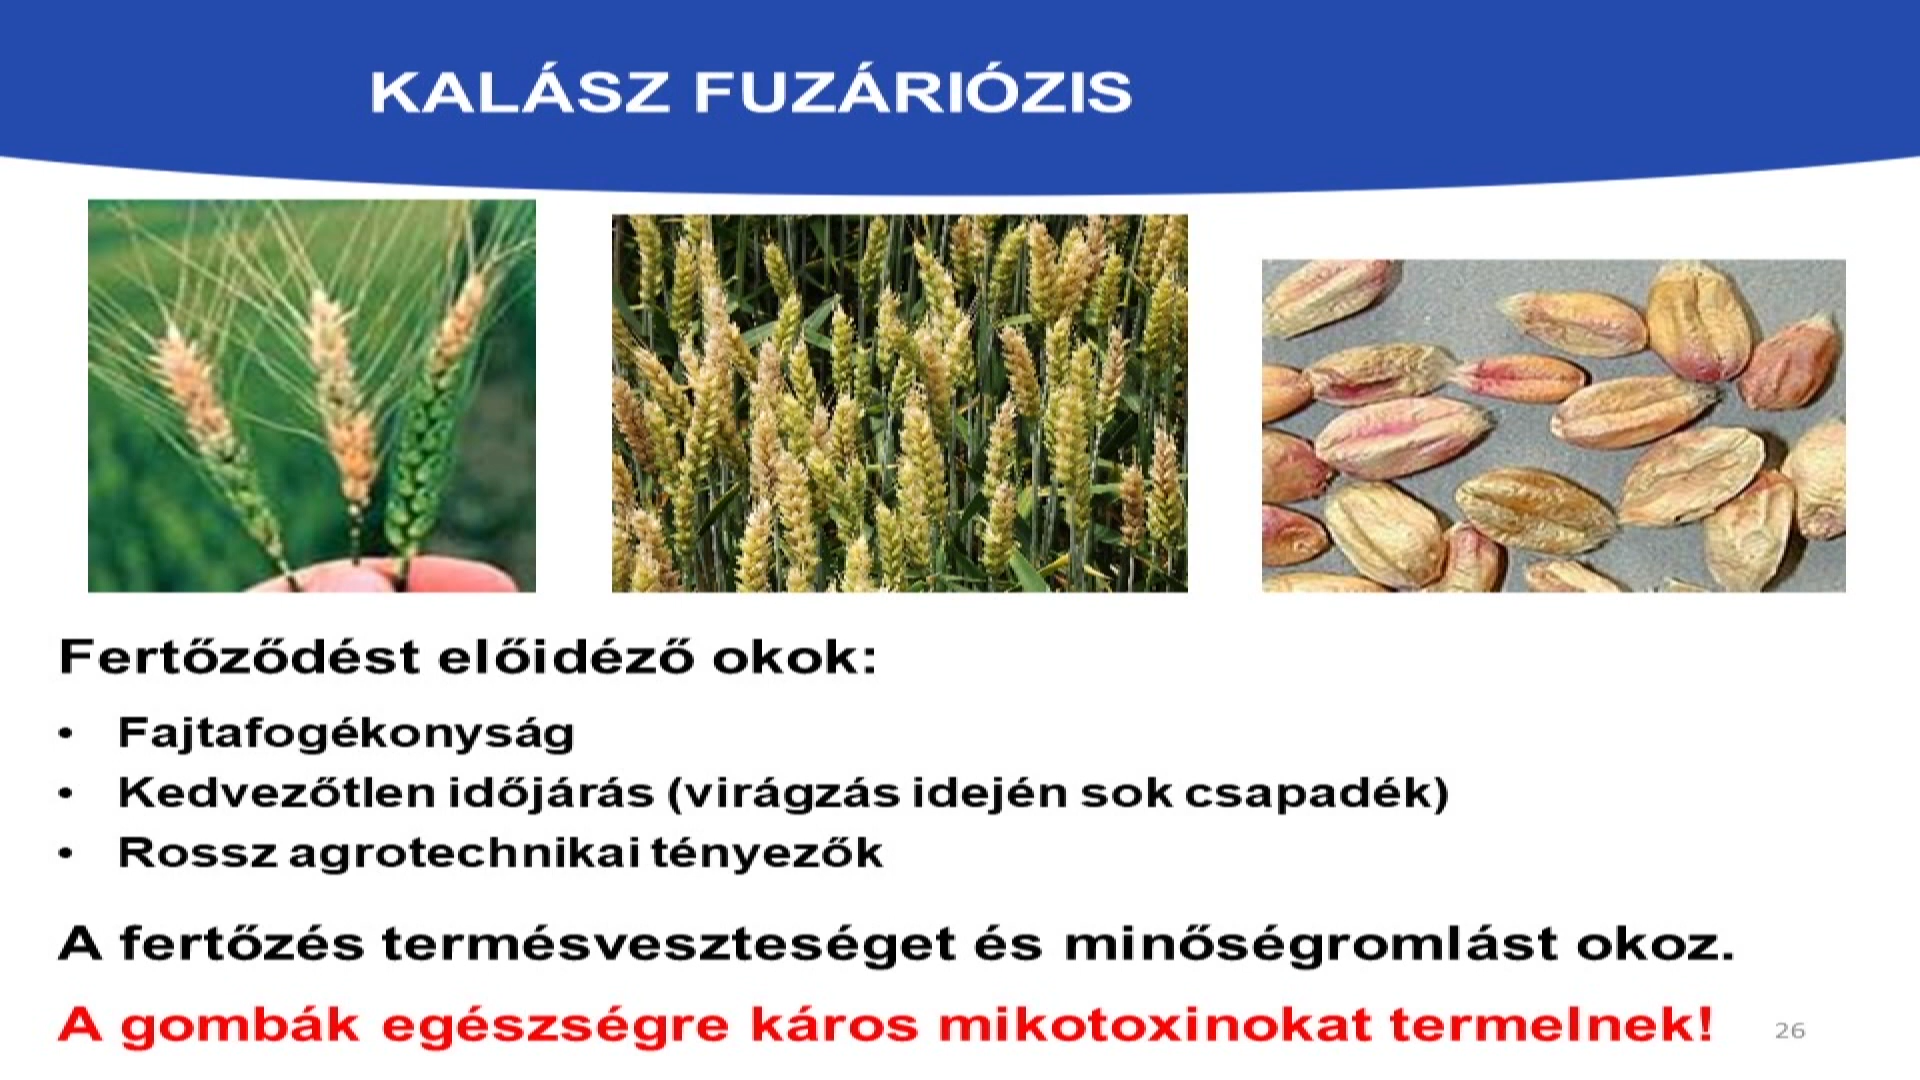 KALÁSZ FUZÁRIÓZIS
Fertőződést előidéző okok:
• Fajtafogékonyság
• Kedvezőtlen időjárás (virágzás idején sok csapadék)
• Rossz agrotechnikai tényezők
A fertőzés termésveszteséget és minőségromlást okoz.
A gombák egészségre káros mikotoxinokat termelnek!
26